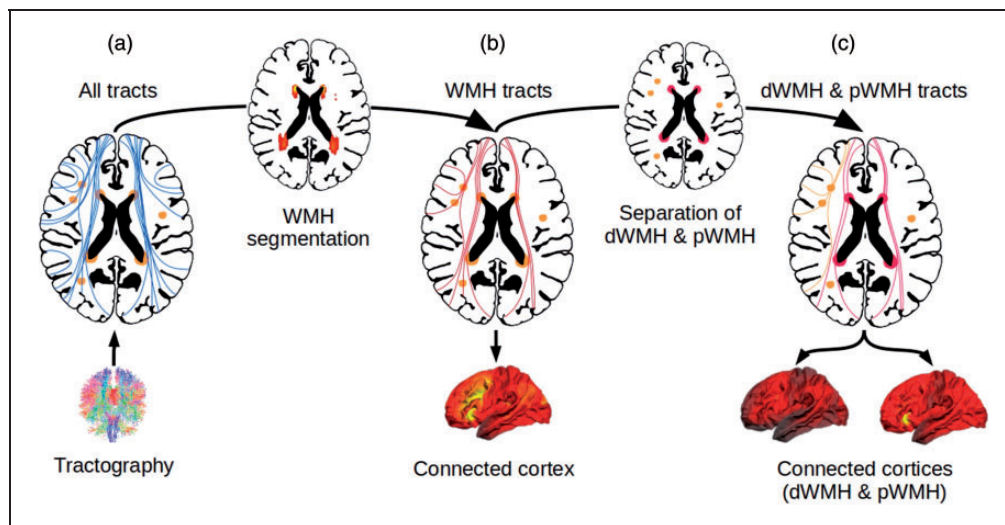 (a)
(b)
(c)
All tracts
WMH tracts
dWMH & pWMH tracts
WMH
segmentation
Separation of
dWMH & pWMH
Tractography
Connected cortex
Connected cortices
(dWMH & pWMH)